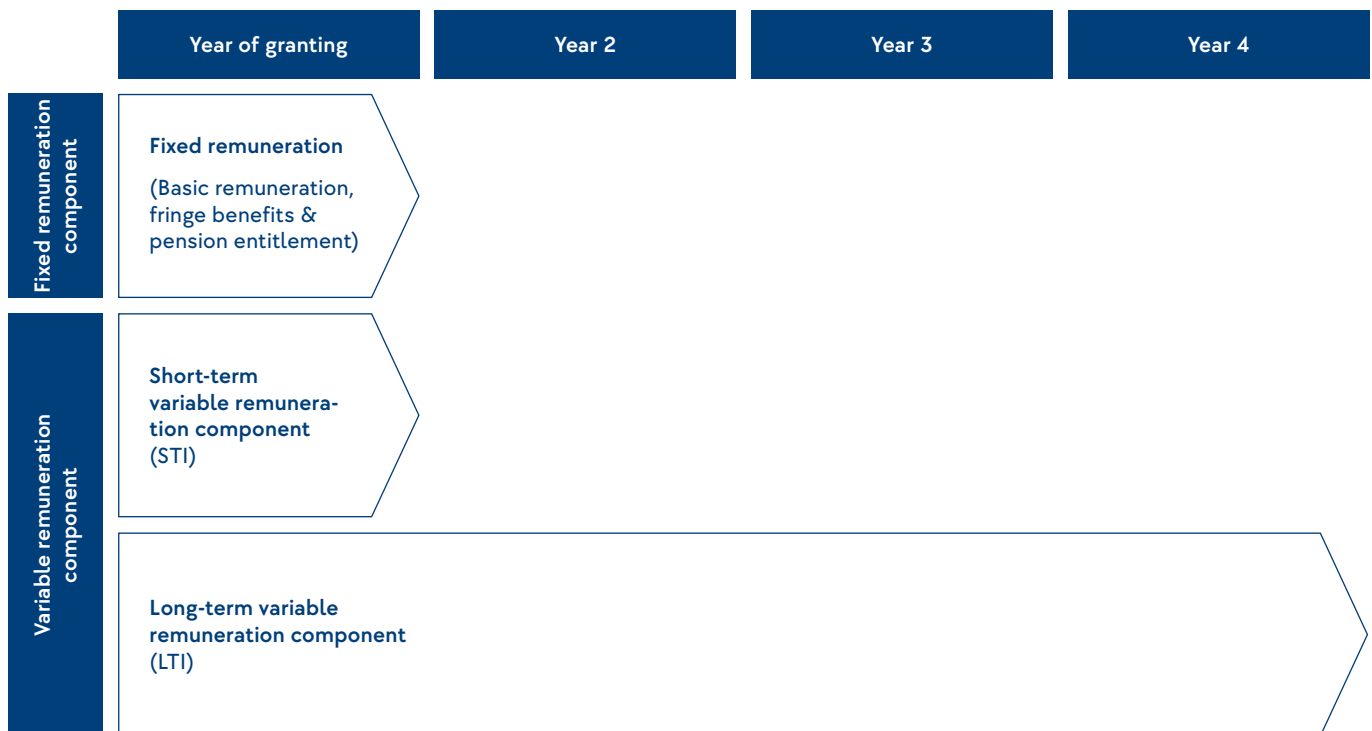 Year of granting
Year 2
Year 3
Year 4
Fixed remuneration
component
Fixed remuneration
(Basic remuneration,
fringe benefits &
pension entitlement)
Variable remuneration
component
Short-term
variable remunera-
tion component
(STI)
Long-term variable
remuneration component
(LTI)